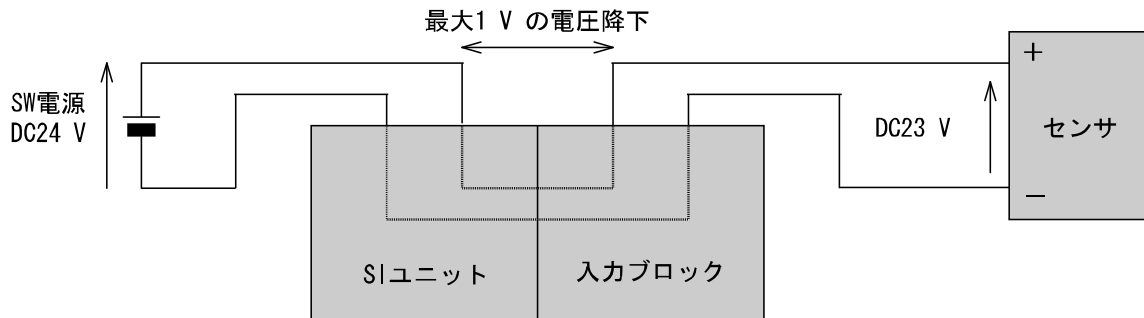 最大1 V の電圧降下
SW電源
DC24 V
+
DC23 V
センサ
−
SIユニット
入力ブロック